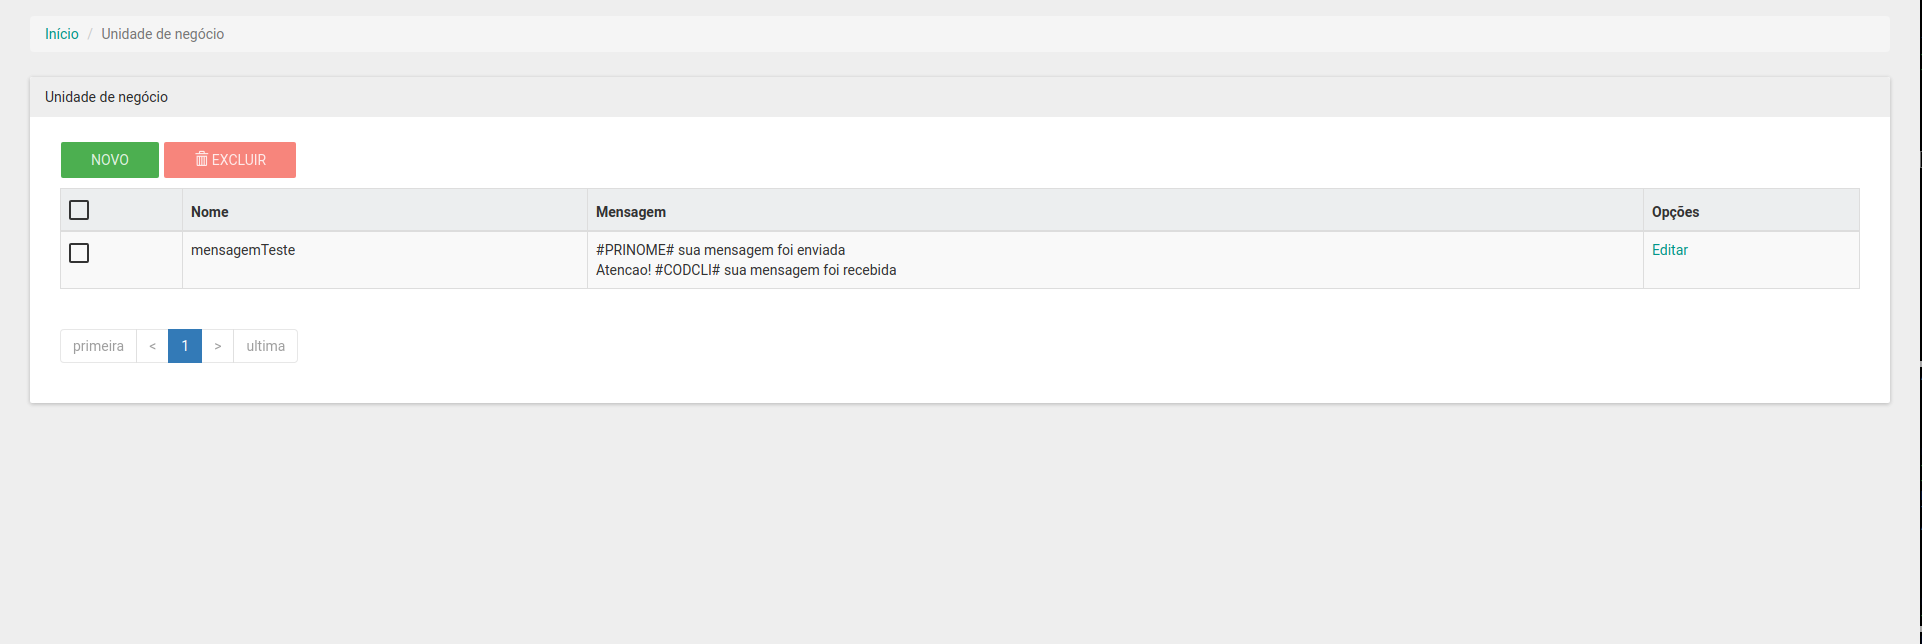 Início / Unidade de negócio
Unidade de negócio
NOVO EXCLUIR
Nome Mensagem Opções
mensagemTeste #PRINOME# sua mensagem foi enviada Editar
Atencao! #CODCLI# sua mensagem foi recebida
primeira < 1 > ultima